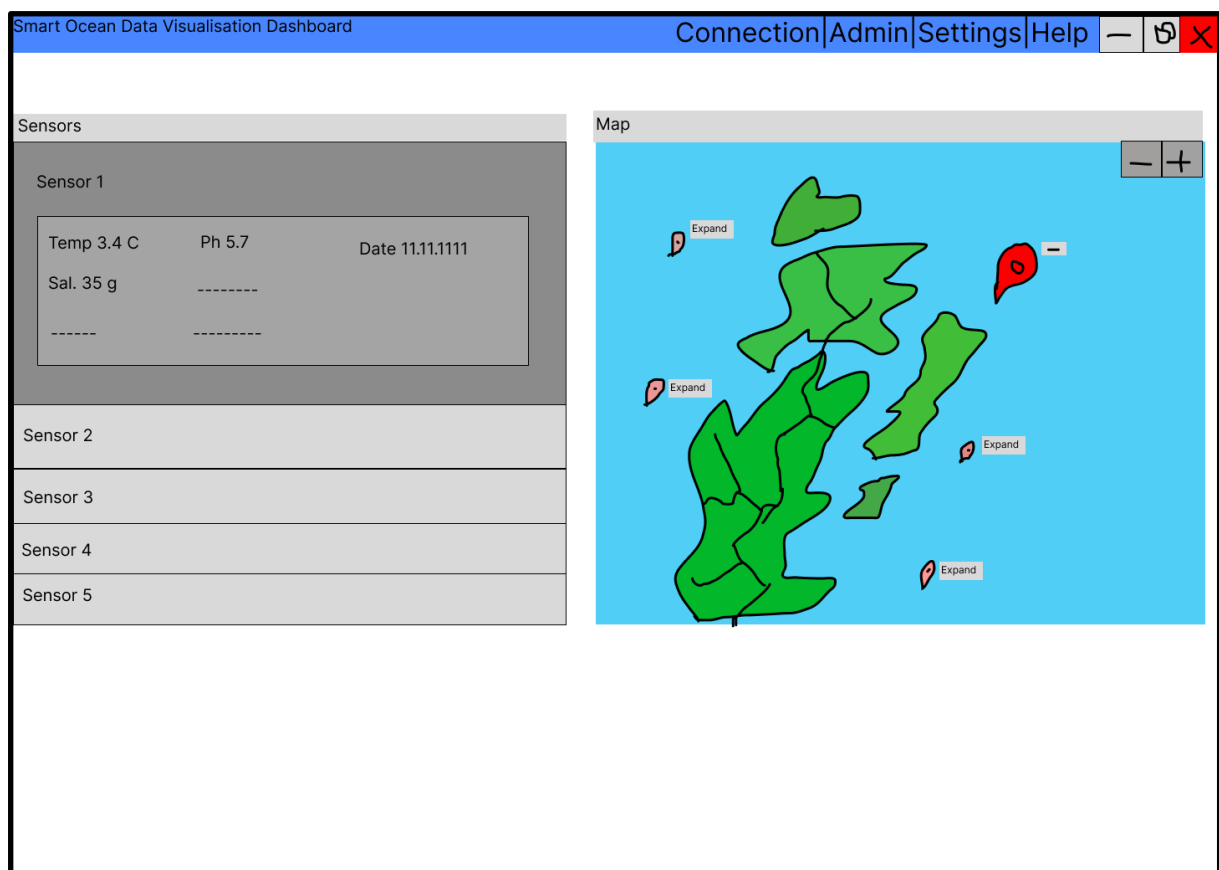 Smart Ocean Data Visualisation Dashboard
Connection|Admin|Settings|Help
Sensors
Sensor 1
Temp 3.4 C Ph 5.7 Date 11.11.1111
Sal. 35 g --------
------ ---------
Sensor 2
Sensor 3
Sensor 4
Sensor 5
Map
− +
Expand
Expand
Expand
Expand